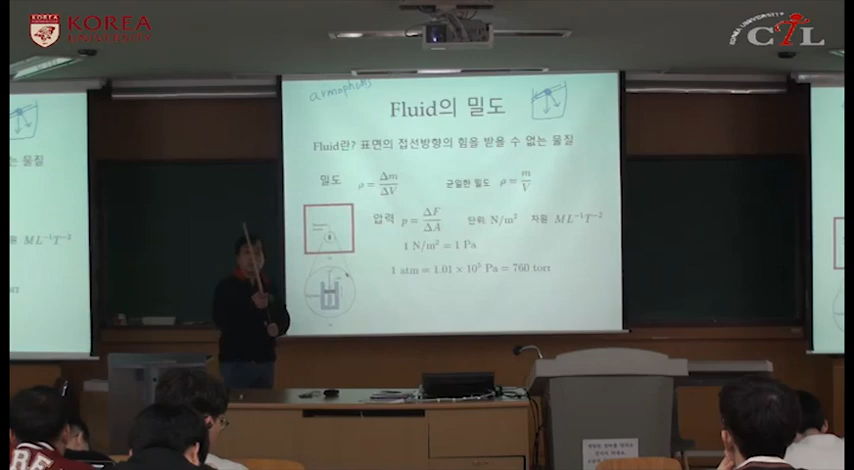 KOREA
UNIVERSITY
KOREA UNIVERSITY
CTL
Fluid의 밀도
Fluid란? 표면의 접선방향의 힘을 받을 수 없는 물질
밀도 ρ = Δm/ΔV 균일한 밀도 ρ = m/V
압력 p = ΔF/ΔA 단위 N/m² 차원 ML⁻¹T⁻²
1 N/m² = 1 Pa
1 atm = 1.01 × 10⁵ Pa = 760 torr
는 물질
ML⁻¹T⁻²